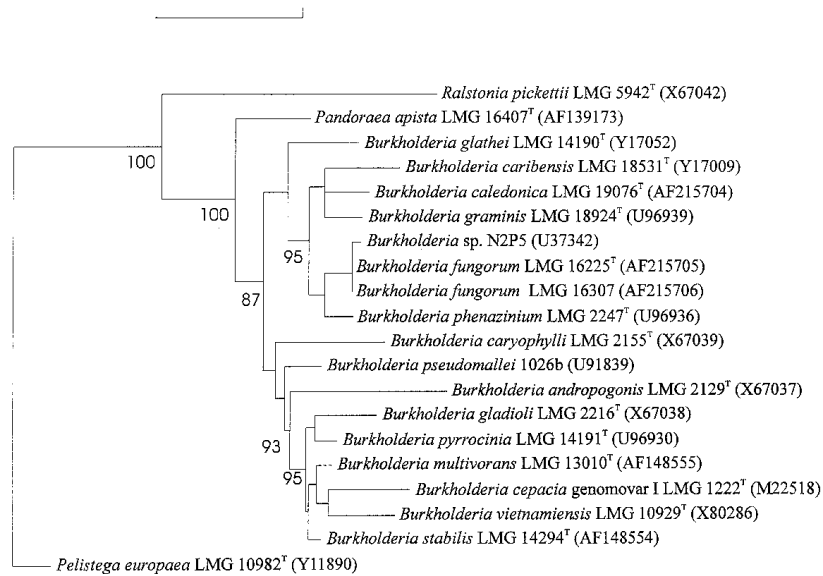 Ralstonia pickettii LMG 5942ᵀ (X67042)
Pandoraea apista LMG 16407ᵀ (AF139173)
Burkholderia glathei LMG 14190ᵀ (Y17052)
100
Burkholderia caribensis LMG 18531ᵀ (Y17009)
Burkholderia caledonica LMG 19076ᵀ (AF215704)
100
Burkholderia graminis LMG 18924ᵀ (U96939)
Burkholderia sp. N2P5 (U37342)
95
Burkholderia fungorum LMG 16225ᵀ (AF215705)
Burkholderia fungorum LMG 16307 (AF215706)
87
Burkholderia phenazinium LMG 2247ᵀ (U96936)
Burkholderia caryophylli LMG 2155ᵀ (X67039)
Burkholderia pseudomallei 1026b (U91839)
Burkholderia andropogonis LMG 2129ᵀ (X67037)
Burkholderia gladioli LMG 2216ᵀ (X67038)
93
Burkholderia pyrrocinia LMG 14191ᵀ (U96930)
Burkholderia multivorans LMG 13010ᵀ (AF148555)
95
Burkholderia cepacia genomovar I LMG 1222ᵀ (M22518)
Burkholderia vietnamiensis LMG 10929ᵀ (X80286)
Burkholderia stabilis LMG 14294ᵀ (AF148554)
Pelistega europaea LMG 10982ᵀ (Y11890)